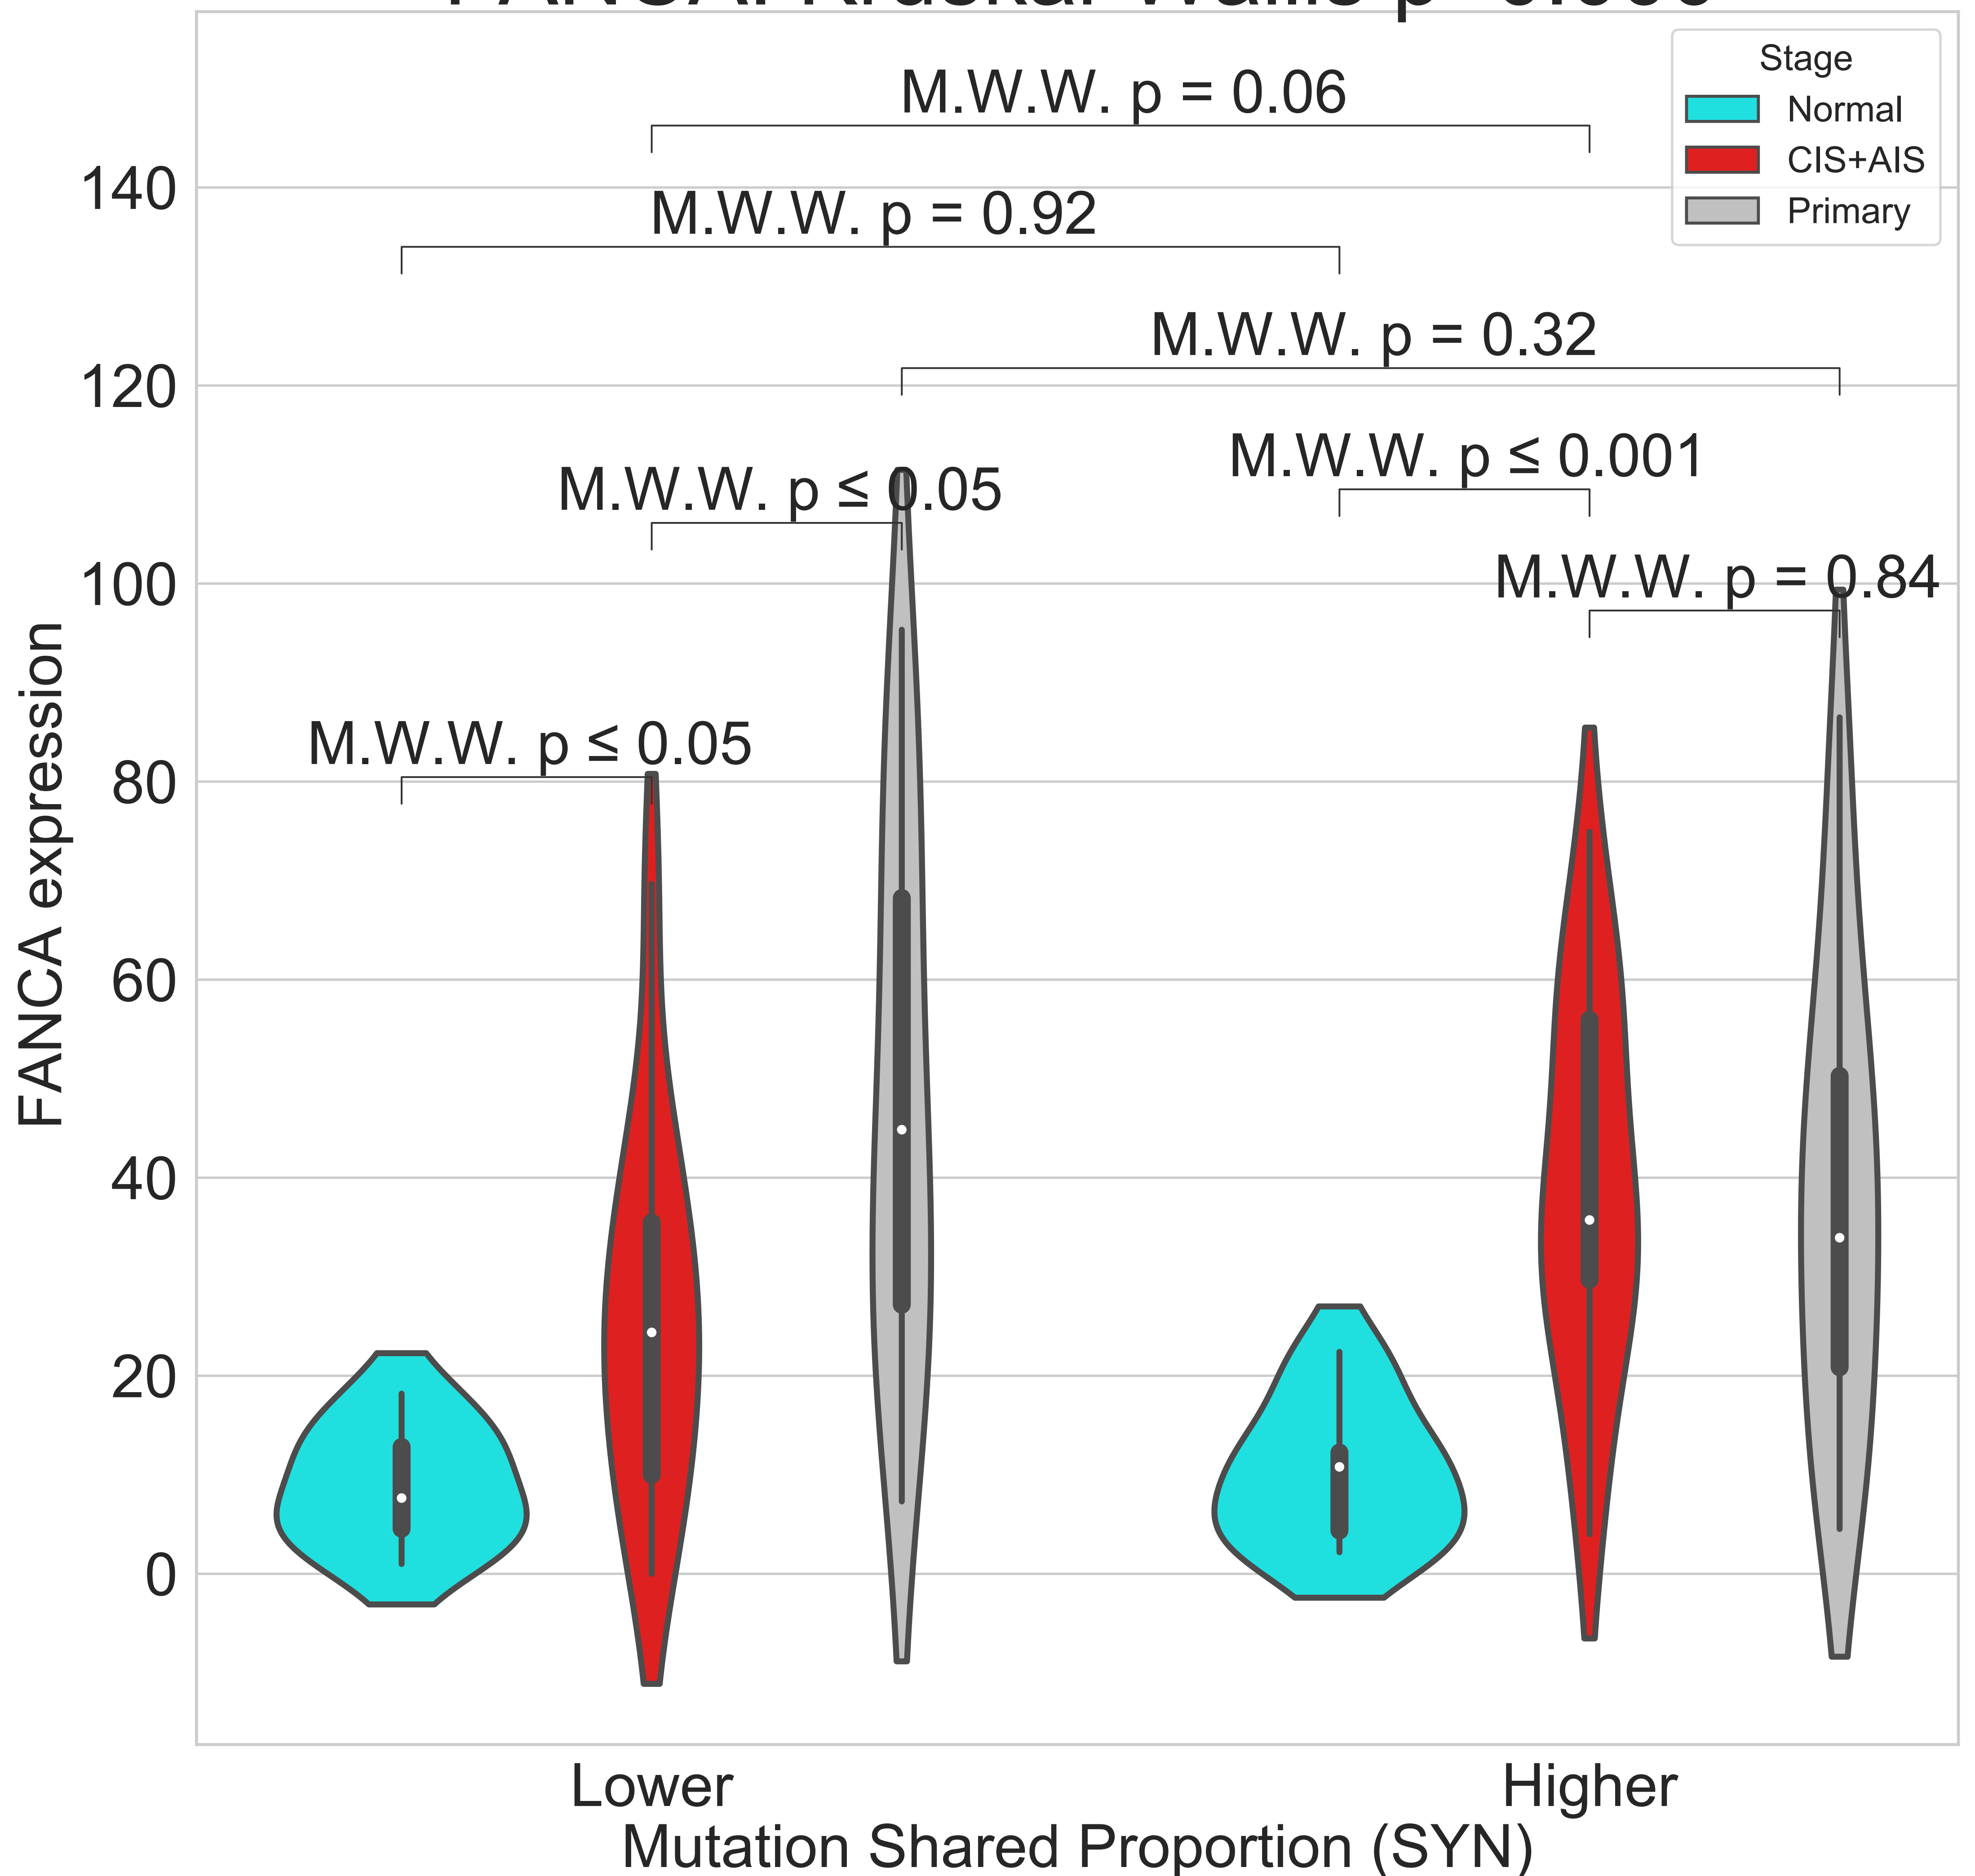 Stage
Normal
CIS+AIS
Primary
M.W.W. p = 0.06
M.W.W. p = 0.92
M.W.W. p = 0.32
M.W.W. p ≤ 0.001
M.W.W. p ≤ 0.05
M.W.W. p = 0.84
M.W.W. p ≤ 0.05
140
120
100
80
60
40
20
0
FANCA expression
Lower
Higher
Mutation Shared Proportion (SYN)